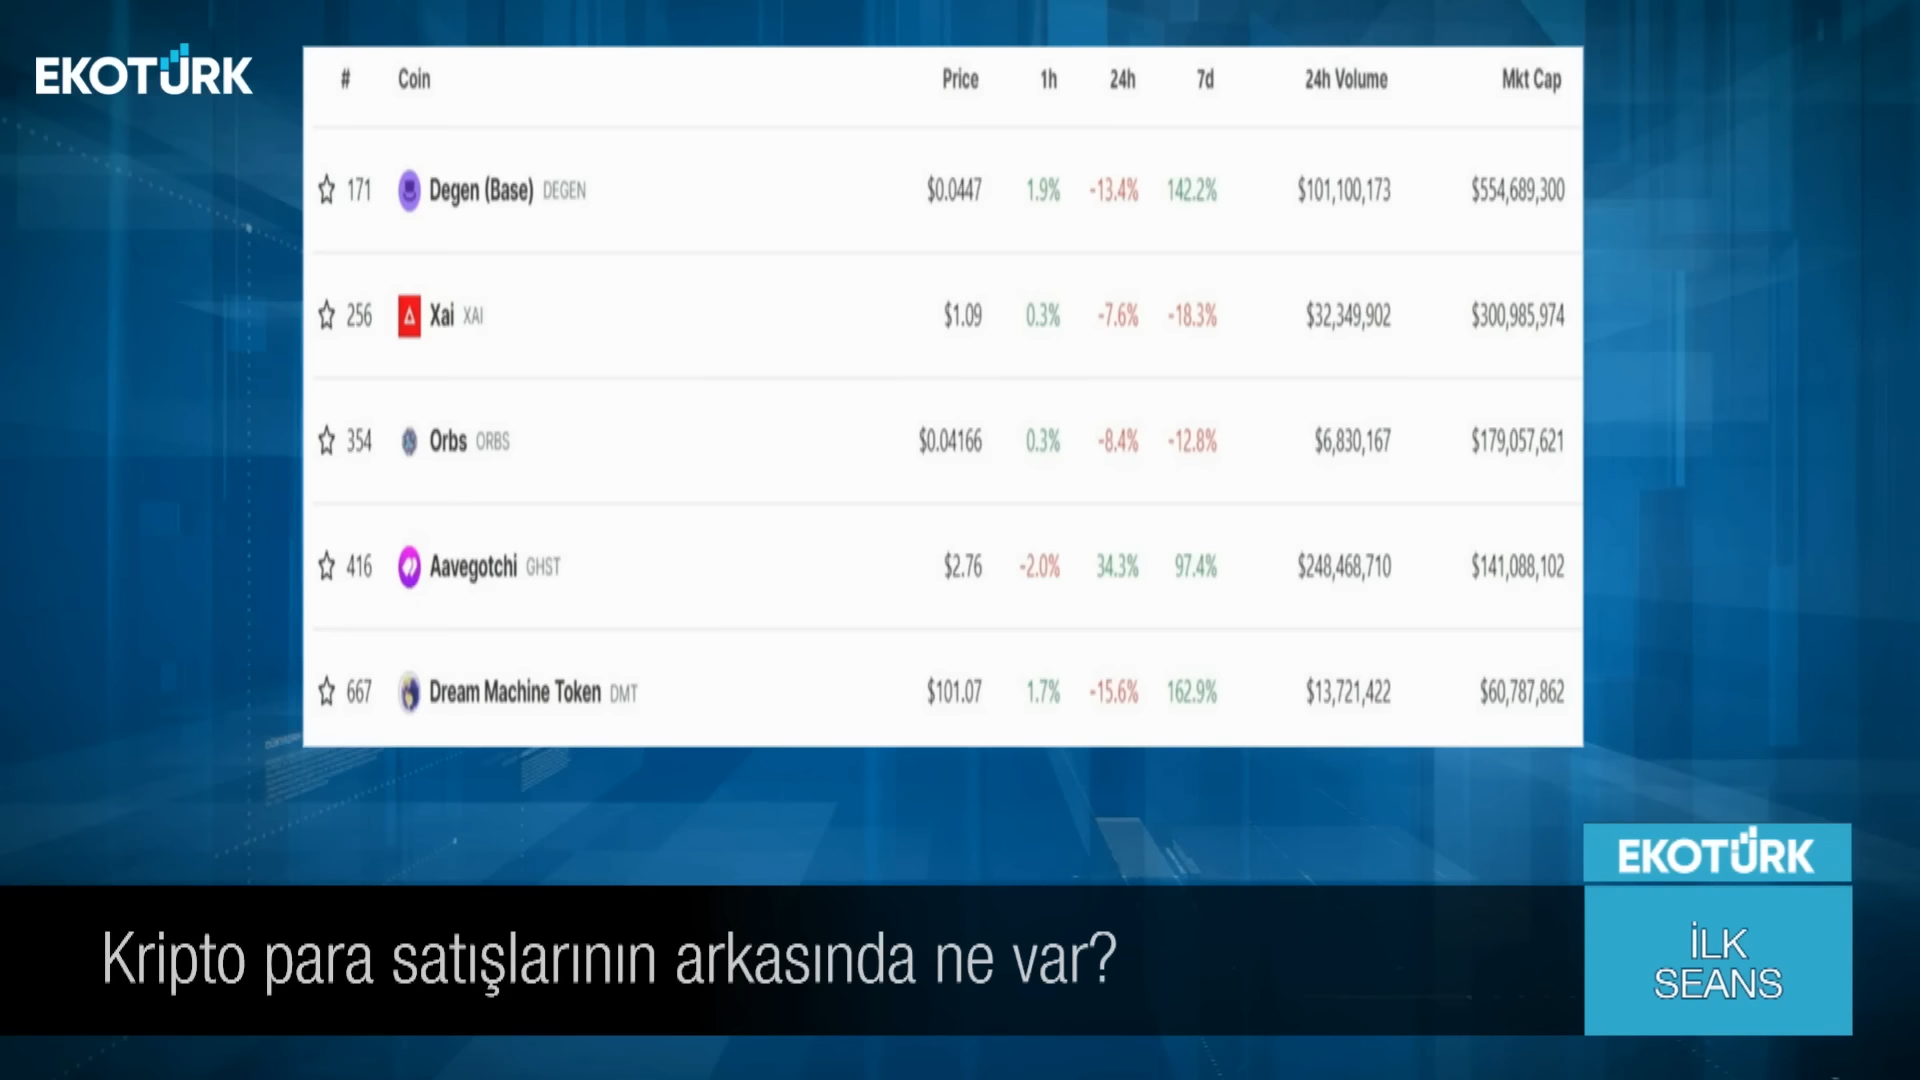 EKOTÜRK
# Coin Price 1h 24h 7d 24h Volume Mkt Cap
171 Degen (Base) DEGEN $0.0447 1.9% -13.4% 142.2% $101,100,173 $554,689,300
256 Xai XAI $1.09 0.3% -7.6% -18.3% $32,349,902 $300,985,974
354 Orbs ORBS $0.04166 0.3% -8.4% -12.8% $6,830,167 $179,057,621
416 Aavegotchi GHST $2.76 -2.0% 34.3% 97.4% $248,468,710 $141,088,102
667 Dream Machine Token DMT $101.07 1.7% -15.6% 162.9% $13,721,422 $60,787,862
EKOTÜRK
Kripto para satışlarının arkasında ne var?
İLK
SEANS